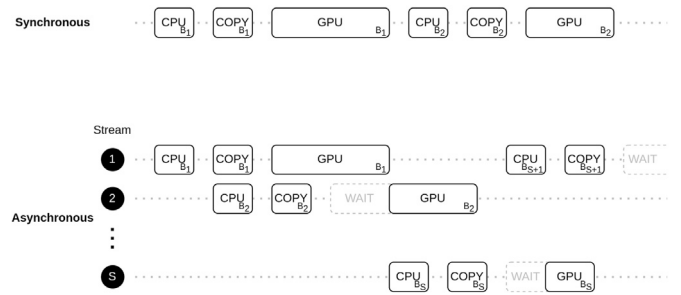 Synchronous CPU B1 COPY B1 GPU B1 CPU B2 COPY B2 GPU B2
Stream
1 CPU B1 COPY B1 GPU B1 CPU BS+1 COPY BS+1 WAIT
2 CPU B2 COPY B2 WAIT GPU B2
Asynchronous
S CPU BS COPY BS WAIT GPU BS